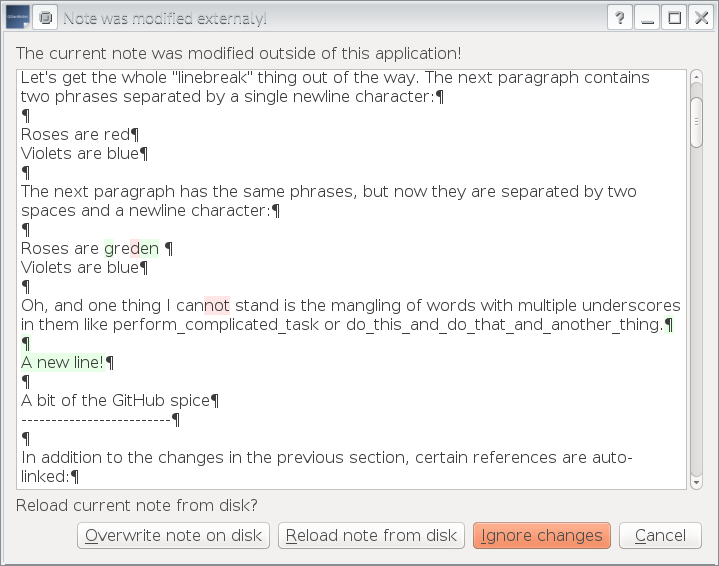 Note was modified externaly!
The current note was modified outside of this application!
Let's get the whole "linebreak" thing out of the way. The next paragraph contains
two phrases separated by a single newline character:¶
¶
Roses are red¶
Violets are blue¶
¶
The next paragraph has the same phrases, but now they are separated by two
spaces and a newline character:¶
¶
Roses are greden ¶
Violets are blue¶
¶
Oh, and one thing I cannot stand is the mangling of words with multiple underscores
in them like perform_complicated_task or do_this_and_do_that_and_another_thing.¶
¶
A new line!¶
¶
A bit of the GitHub spice¶
-------------------------¶
¶
In addition to the changes in the previous section, certain references are auto-
linked:¶
Reload current note from disk?
Overwrite note on disk Reload note from disk Ignore changes Cancel